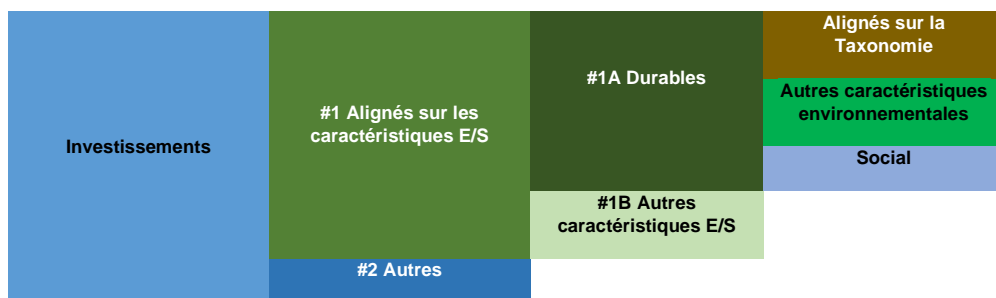 Investissements
#1 Alignés sur les
caractéristiques E/S
#2 Autres
#1A Durables
#1B Autres
caractéristiques E/S
Alignés sur la
Taxonomie
Autres caractéristiques
environnementales
Social